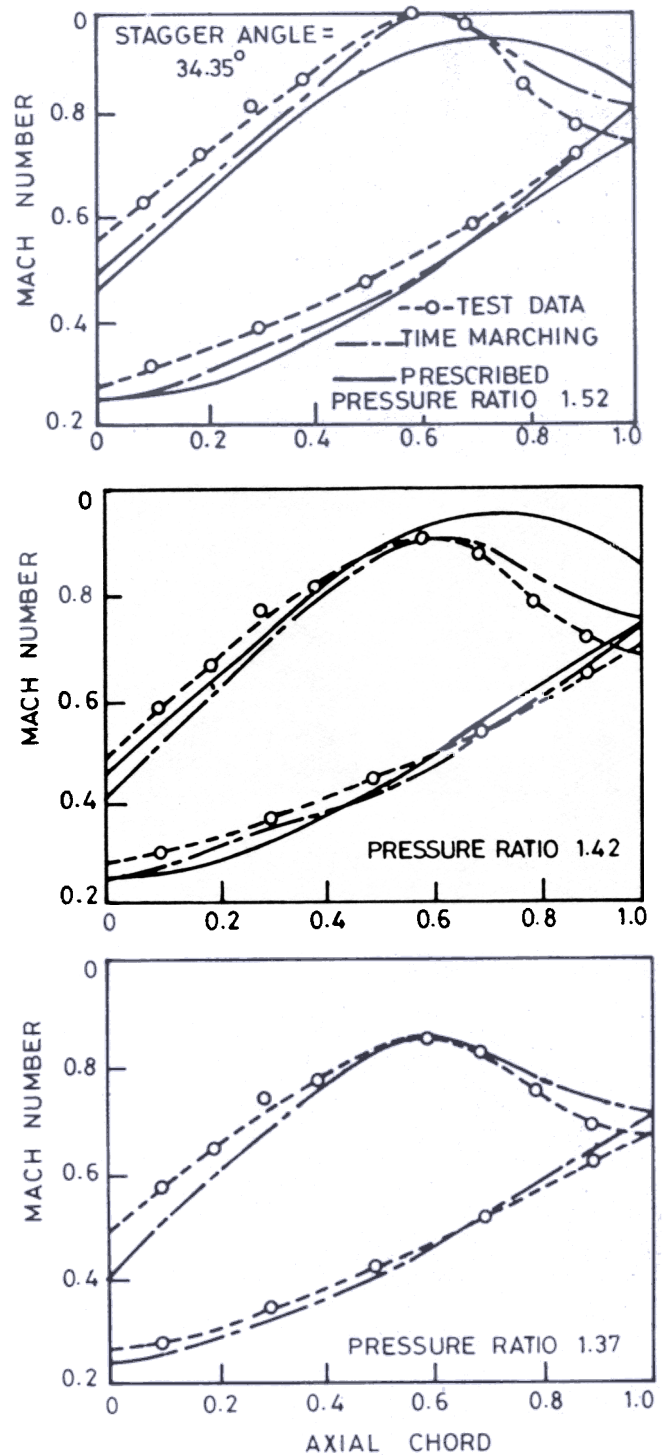 STAGGER ANGLE =
34.35°
0
0.8
0.6
0.4
0.2
MACH NUMBER
TEST DATA
TIME MARCHING
PRESCRIBED
PRESSURE RATIO 1.52
0 0.2 0.4 0.6 0.8 1.0
0
0.8
0.6
0.4
0.2
MACH NUMBER
PRESSURE RATIO 1.42
0 0.2 0.4 0.6 0.8 1.0
0
0.8
0.6
0.4
0.2
MACH NUMBER
PRESSURE RATIO 1.37
0 0.2 0.4 0.6 0.8 1.0
AXIAL CHORD